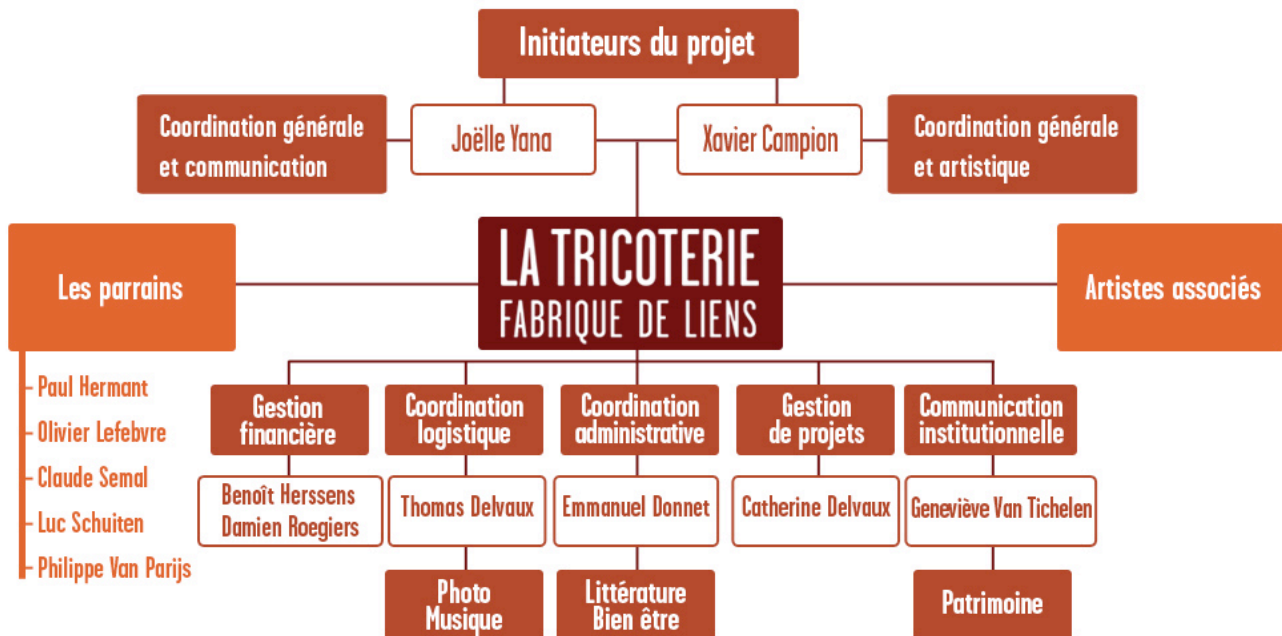 Initiateurs du projet
Coordination générale
et communication
Joëlle Yana
Xavier Campion
Coordination générale
et artistique
Les parrains
LA TRICOTERIE
FABRIQUE DE LIENS
Artistes associés
Paul Hermant
Olivier Lefebvre
Claude Semal
Luc Schuiten
Philippe Van Parijs
Gestion
financière
Benoît Herssens
Damien Roegiers
Coordination
logistique
Thomas Delvaux
Photo
Musique
Coordination
administrative
Emmanuel Donnet
Littérature
Bien être
Gestion
de projets
Catherine Delvaux
Communication
institutionnelle
Geneviève Van Tichelen
Patrimoine